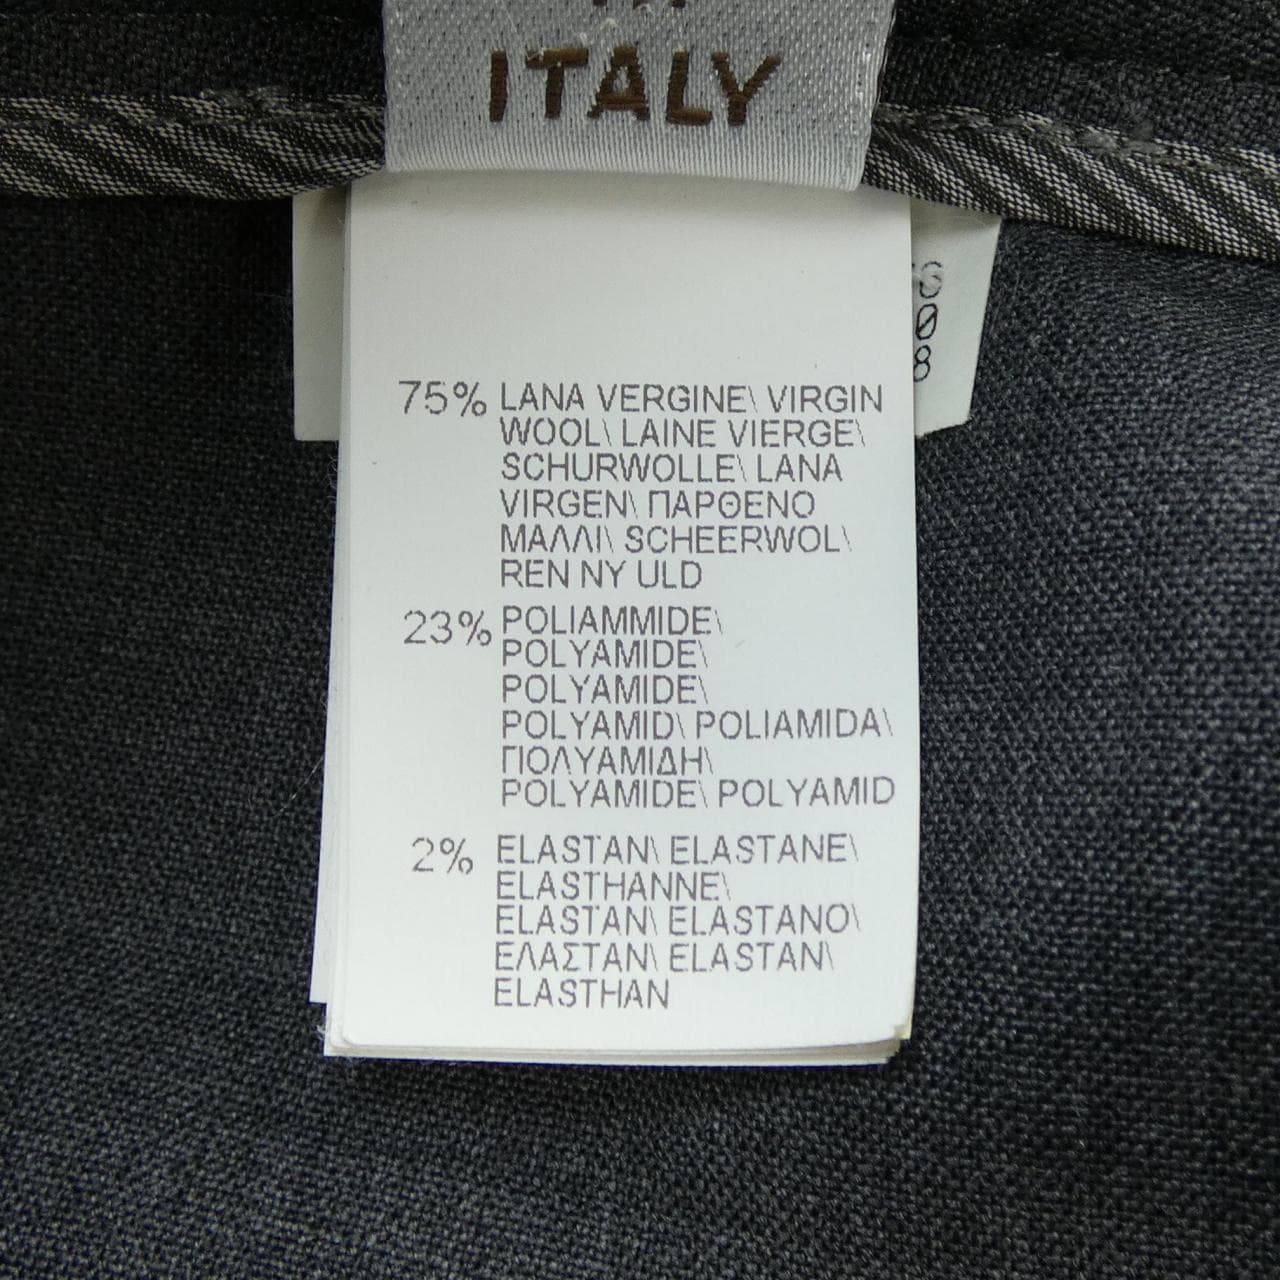 ITALY
75% LANA VERGINE\ VIRGIN
WOOL\ LAINE VIERGE\
SCHURWOLLE\ LANA
VIRGEN\ ΠΑΡΘΕΝΟ
ΜΑΛΛΙ\ SCHEERWOL\
REN NY ULD
23% POLIAMMIDE\
POLYAMIDE\
POLYAMIDE\
POLYAMID\ POLIAMIDA\
ΠΟΛΥΑΜΙΔΗ\
POLYAMIDE\ POLYAMID
2% ELASTAN\ ELASTANE\
ELASTHANNE\
ELASTAN\ ELASTANO\
ΕΛΑΣΤΑΝ\ ELASTAN\
ELASTHAN